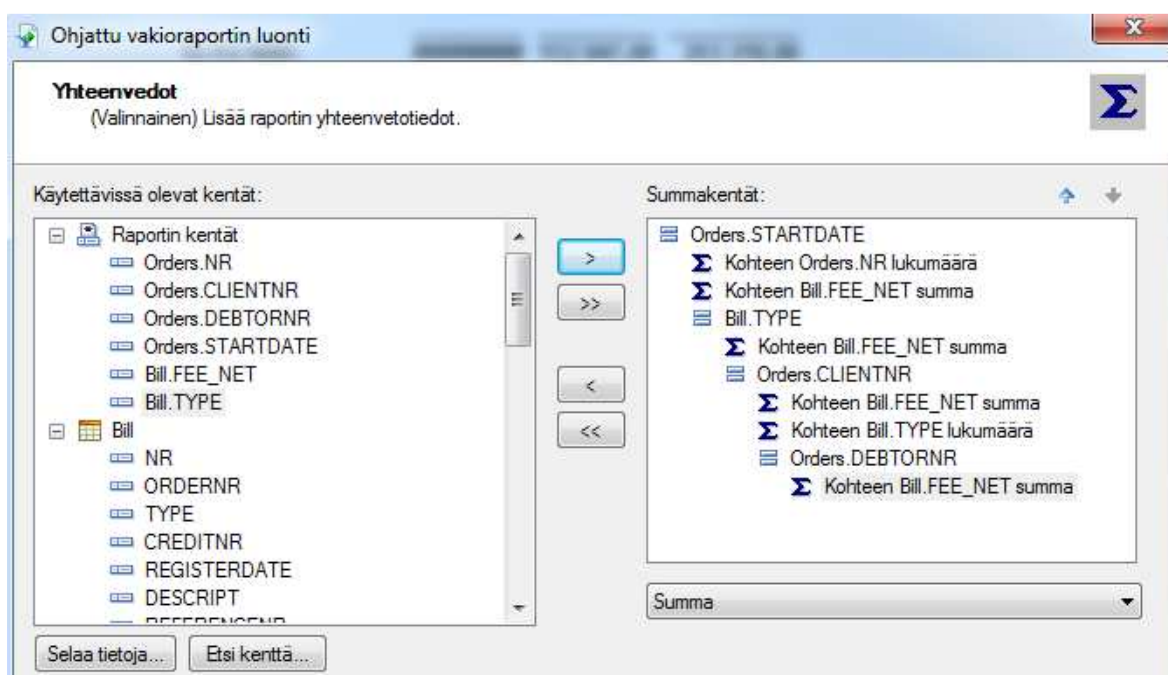 Ohjattu vakioraportin luonti
Yhteenvedot
(Valinnainen) Lisää raportin yhteenvetotiedot.
Käytettävissä olevat kentät:
Raportin kentät
Orders.NR
Orders.CLIENTNR
Orders.DEBTORNR
Orders.STARTDATE
Bill.FEE_NET
Bill.TYPE
Bill
NR
ORDERNR
TYPE
CREDITNR
REGISTERDATE
DESCRIPT
Selaa tietoja...
Etsi kenttä...
>
>>
<
<<
Summakentät:
Orders.STARTDATE
Kohteen Orders.NR lukumäärä
Kohteen Bill.FEE_NET summa
Bill.TYPE
Kohteen Bill.FEE_NET summa
Orders.CLIENTNR
Kohteen Bill.FEE_NET summa
Kohteen Bill.TYPE lukumäärä
Orders.DEBTORNR
Kohteen Bill.FEE_NET summa
Summa